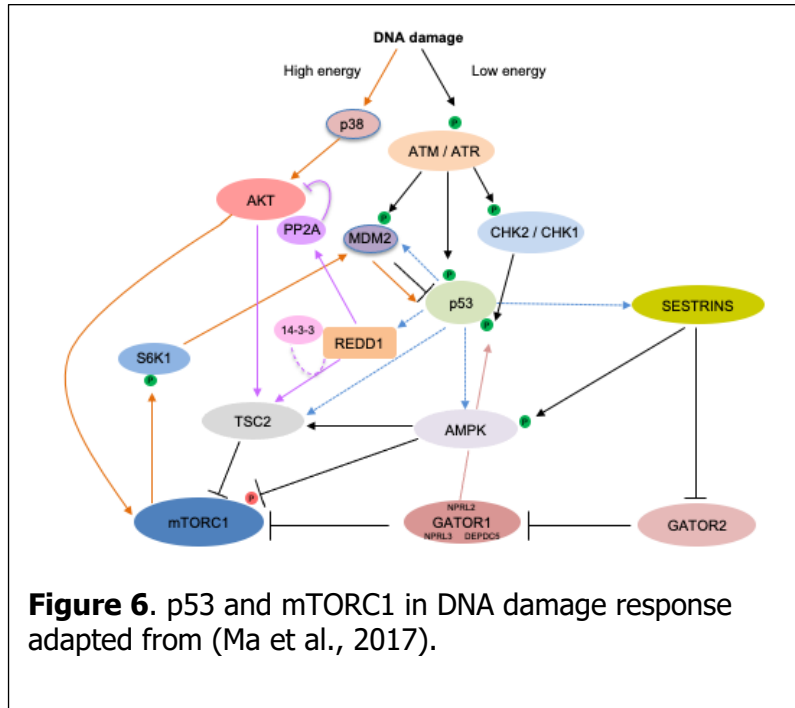 DNA damage
High energy
Low energy
P
p38
ATM / ATR
AKT
P
P
PP2A
MDM2
CHK2 / CHK1
P
p53
SESTRINS
14-3-3
REDD1
P
S6K1
P
TSC2
AMPK
P
P
mTORC1
NPRL2
GATOR1
NPRL3 DEPDC5
GATOR2
Figure 6. p53 and mTORC1 in DNA damage response
adapted from (Ma et al., 2017).